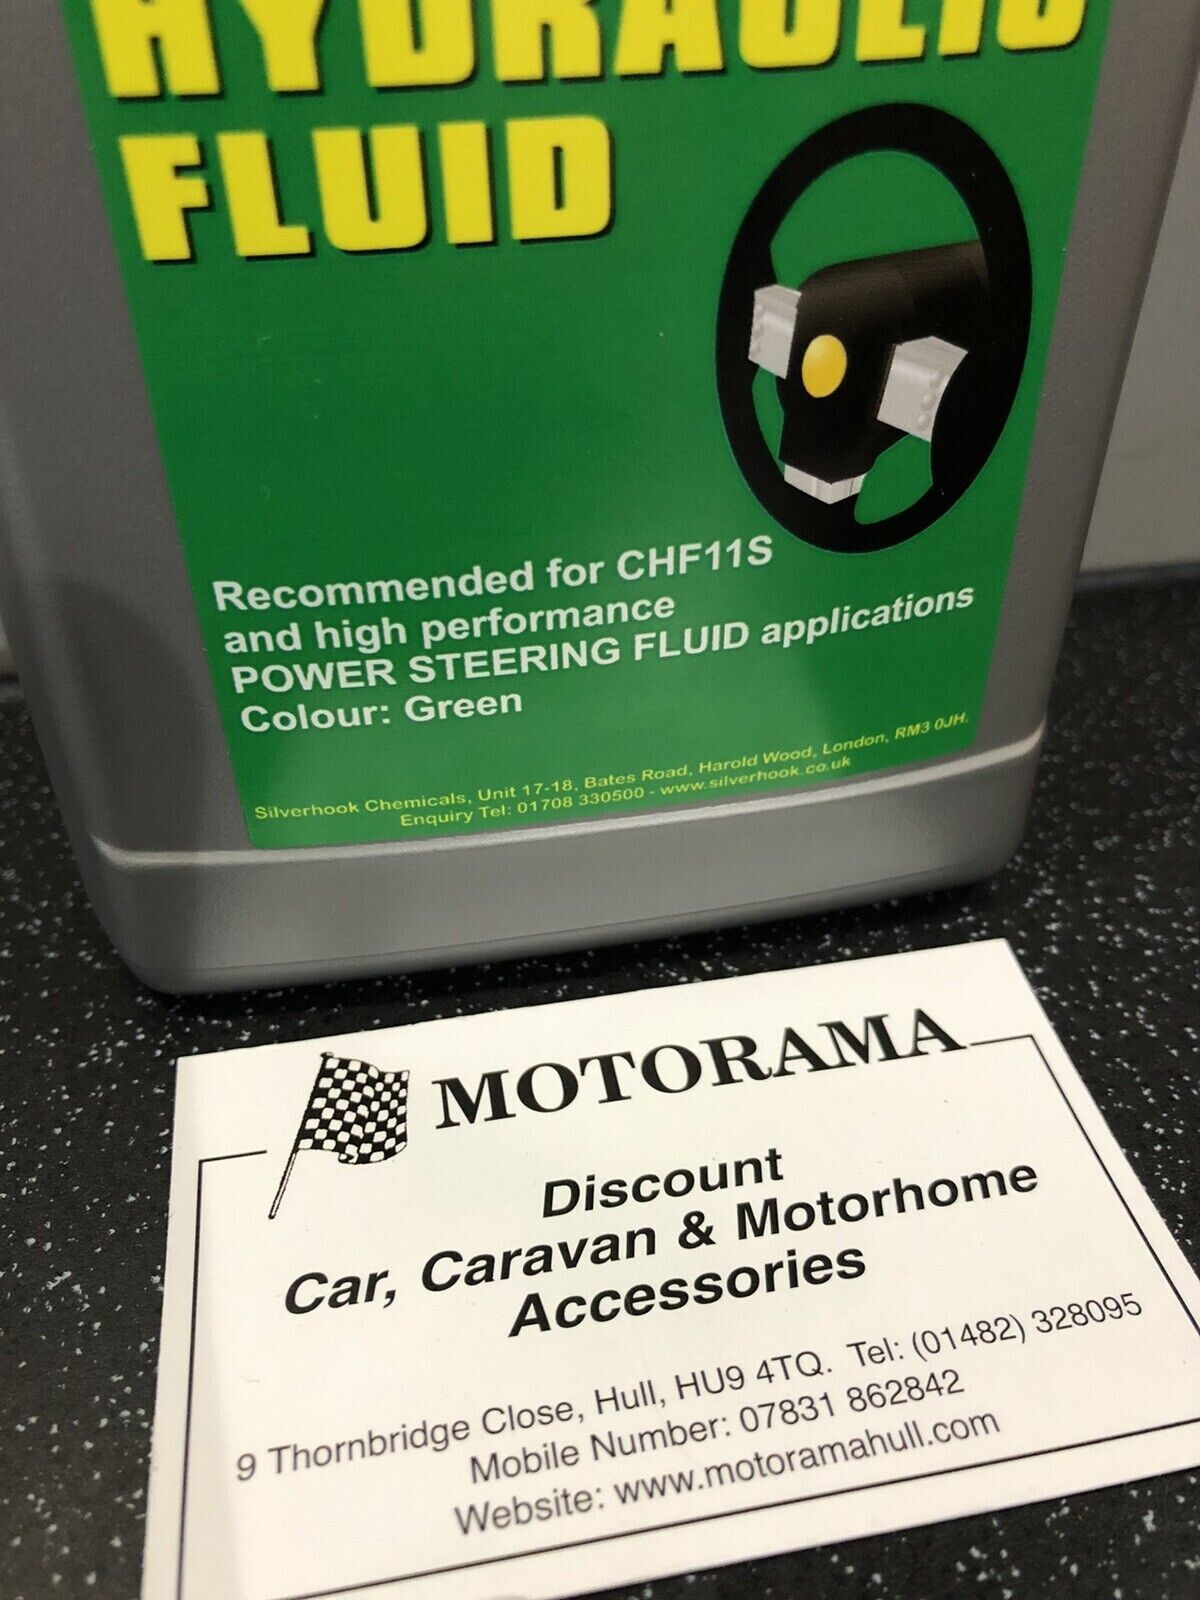 HYDRAULIC
FLUID
Recommended for CHF11S
and high performance
POWER STEERING FLUID applications
Colour: Green
Silverhook Chemicals, Unit 17-18, Bates Road, Harold Wood, London, RM3 0JH.
Enquiry Tel: 01708 330500 - www.silverhook.co.uk
MOTORAMA
Discount
Car, Caravan & Motorhome
Accessories
9 Thornbridge Close, Hull, HU9 4TQ. Tel: (01482) 328095
Mobile Number: 07831 862842
Website: www.motoramahull.com